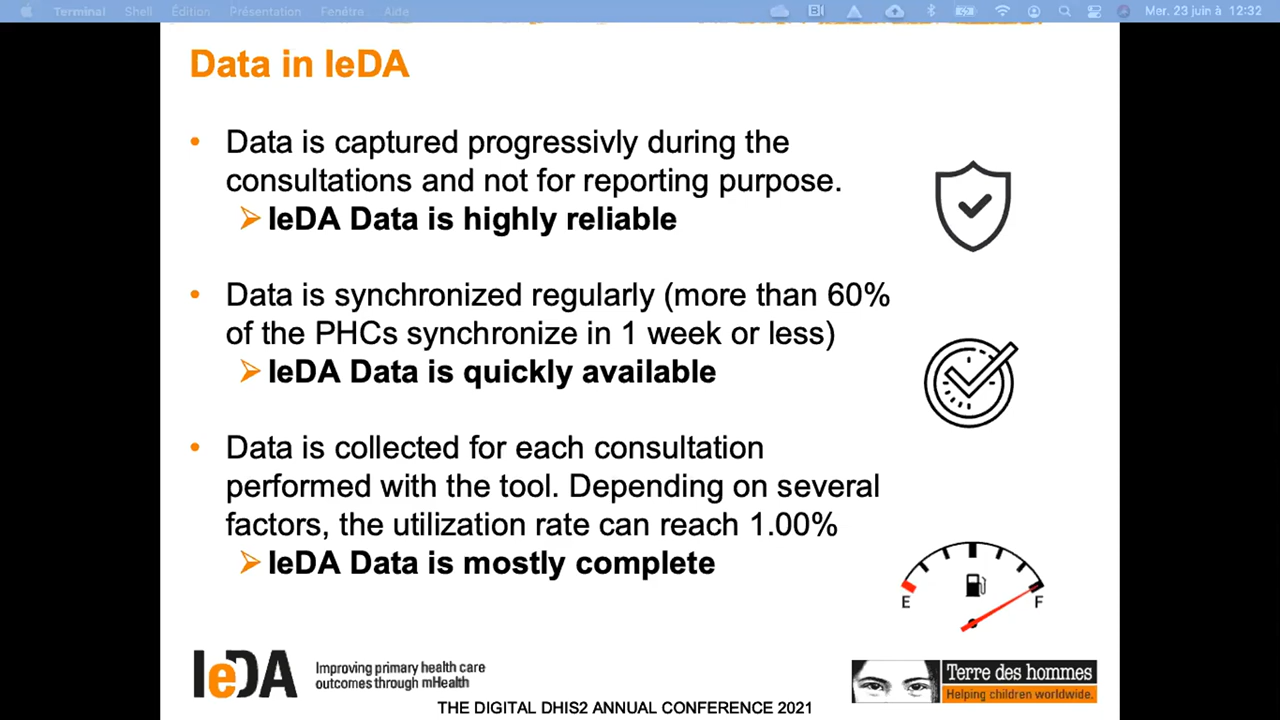 Terminal Shell Édition Présentation Fenêtre Aide Mer. 23 juin à 12:32
Data in IeDA
• Data is captured progressivly during the
consultations and not for reporting purpose.
➢ IeDA Data is highly reliable
• Data is synchronized regularly (more than 60%
of the PHCs synchronize in 1 week or less)
➢ IeDA Data is quickly available
• Data is collected for each consultation
performed with the tool. Depending on several
factors, the utilization rate can reach 1.00%
➢ IeDA Data is mostly complete
E F
IeDA
Improving primary health care
outcomes through mHealth
Terre des hommes
Helping children worldwide.
THE DIGITAL DHIS2 ANNUAL CONFERENCE 2021